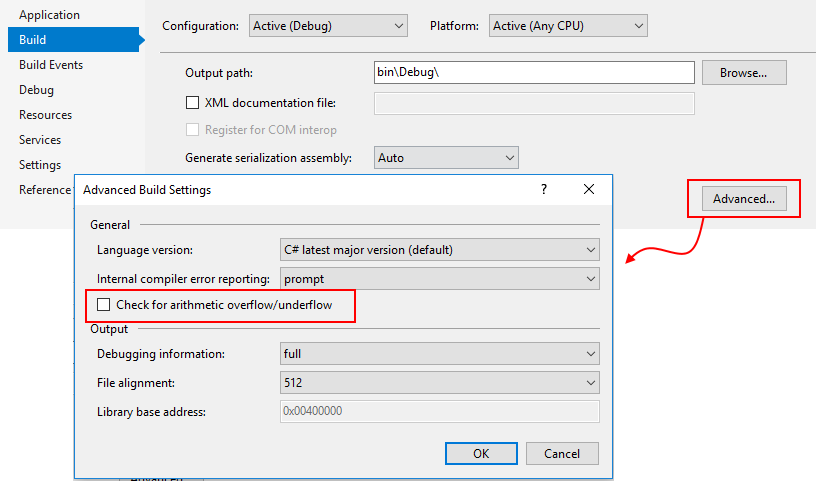 Application
Build
Build Events
Debug
Resources
Services
Settings
Reference
Configuration: Active (Debug) Platform: Active (Any CPU)
Output path: bin\Debug\ Browse...
XML documentation file:
Register for COM interop
Generate serialization assembly: Auto
Advanced...
Advanced Build Settings ?
General
Language version: C# latest major version (default)
Internal compiler error reporting: prompt
Check for arithmetic overflow/underflow
Output
Debugging information: full
File alignment: 512
Library base address: 0x00400000
OK Cancel